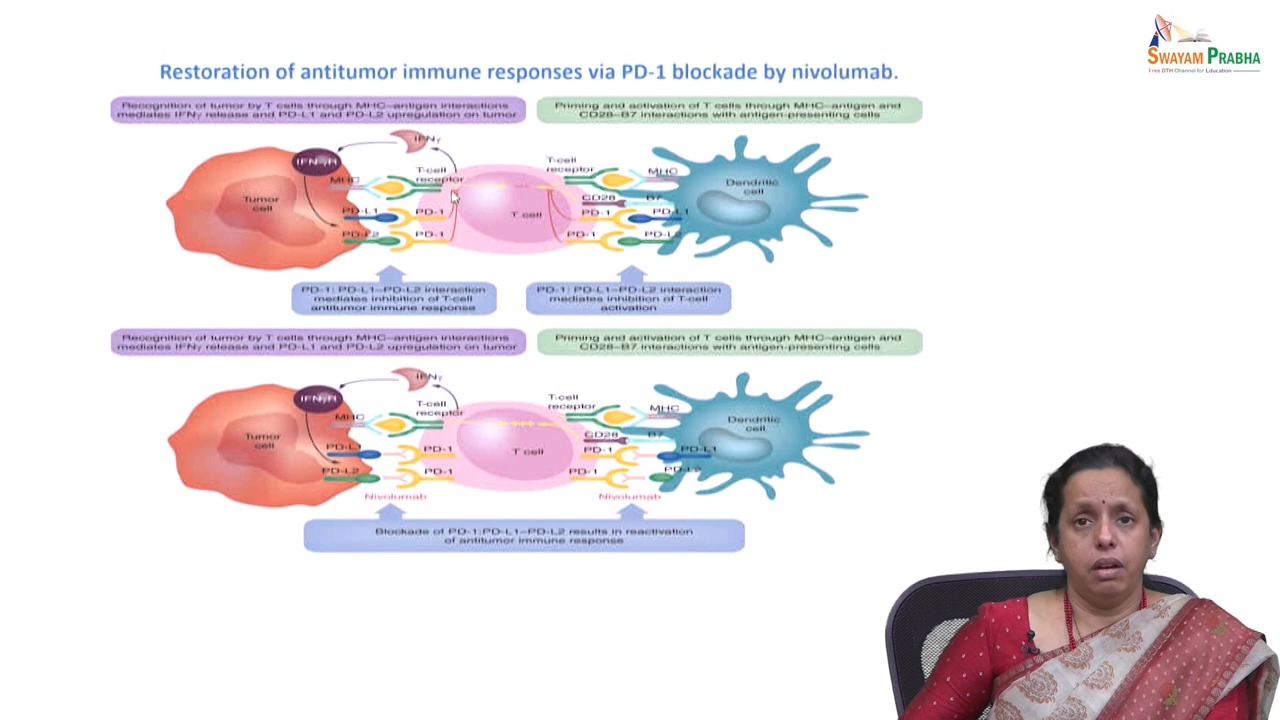 SWAYAM PRABHA
Free DTH Channel for Education
Restoration of antitumor immune responses via PD-1 blockade by nivolumab.
Recognition of tumor by T cells through MHC–antigen interactions
mediates IFNγ release and PD-L1 and PD-L2 upregulation on tumor
Priming and activation of T cells through MHC-antigen and
CD28–B7 interactions with antigen-presenting cells
IFNγ
IFN-γR
MHC
T-cell
receptor
T-cell
receptor
MHC
Tumor
cell
Dendritic
cell
CD28
B7
PD-L1
PD-1
T cell
PD-1
PD-L1
PD-L2
PD-1
PD-1
PD-L2
PD-1: PD-L1–PD-L2 interaction
mediates inhibition of T-cell
antitumor immune response
PD-1: PD-L1–PD-L2 interaction
mediates inhibition of T-cell
activation
Recognition of tumor by T cells through MHC–antigen interactions
mediates IFNγ release and PD-L1 and PD-L2 upregulation on tumor
Priming and activation of T cells through MHC-antigen and
CD28–B7 interactions with antigen-presenting cells
IFNγ
IFNγR
MHC
T-cell
receptor
T-cell
receptor
MHC
Tumor
cell
Dendritic
cell
CD28
B7
PD-L1
PD-1
T cell
PD-1
PD-L1
PD-L2
PD-1
PD-1
PD-L2
Nivolumab
Nivolumab
Blockade of PD-1:PD-L1–PD-L2 results in reactivation
of antitumor immune response